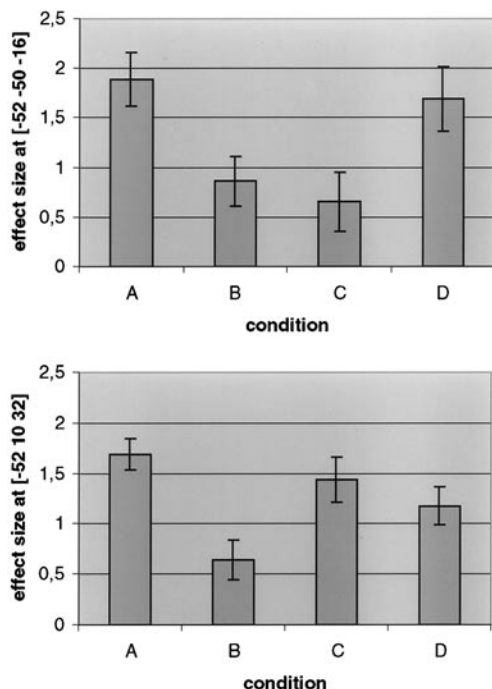 effect size at [-52 -50 -16]
2,5
2
1,5
1
0,5
0
A B C D
condition
effect size at [-52 10 32]
2,5
2
1,5
1
0,5
0
A B C D
condition